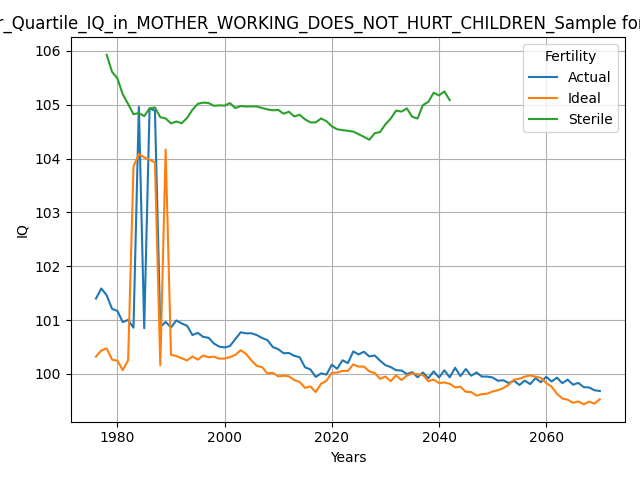 r_Quartile_IQ_in_MOTHER_WORKING_DOES_NOT_HURT_CHILDREN_Sample for
Fertility
Actual
Ideal
Sterile
106
105
104
103
102
101
100
IQ
1980
2000
2020
2040
2060
Years